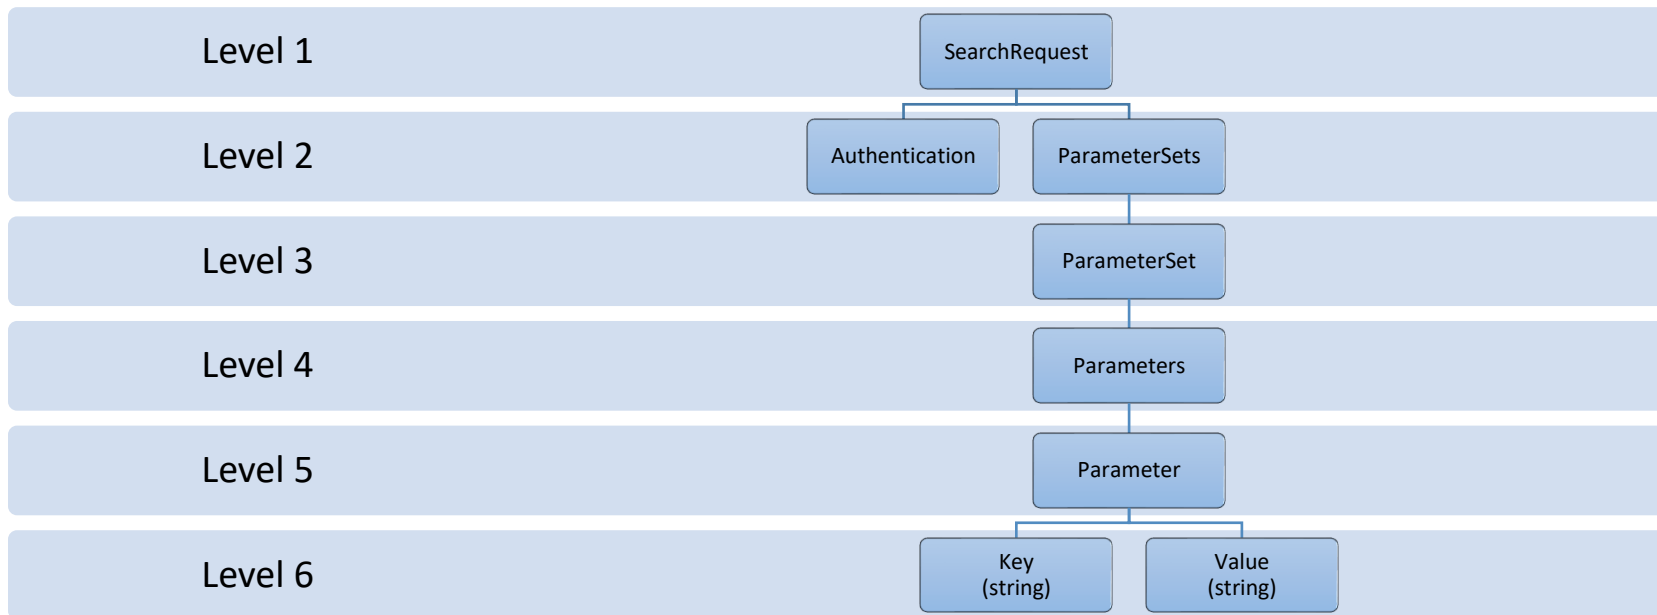 Level 1
SearchRequest
Level 2
Authentication
ParameterSets
Level 3
ParameterSet
Level 4
Parameters
Level 5
Parameter
Level 6
Key
(string)
Value
(string)